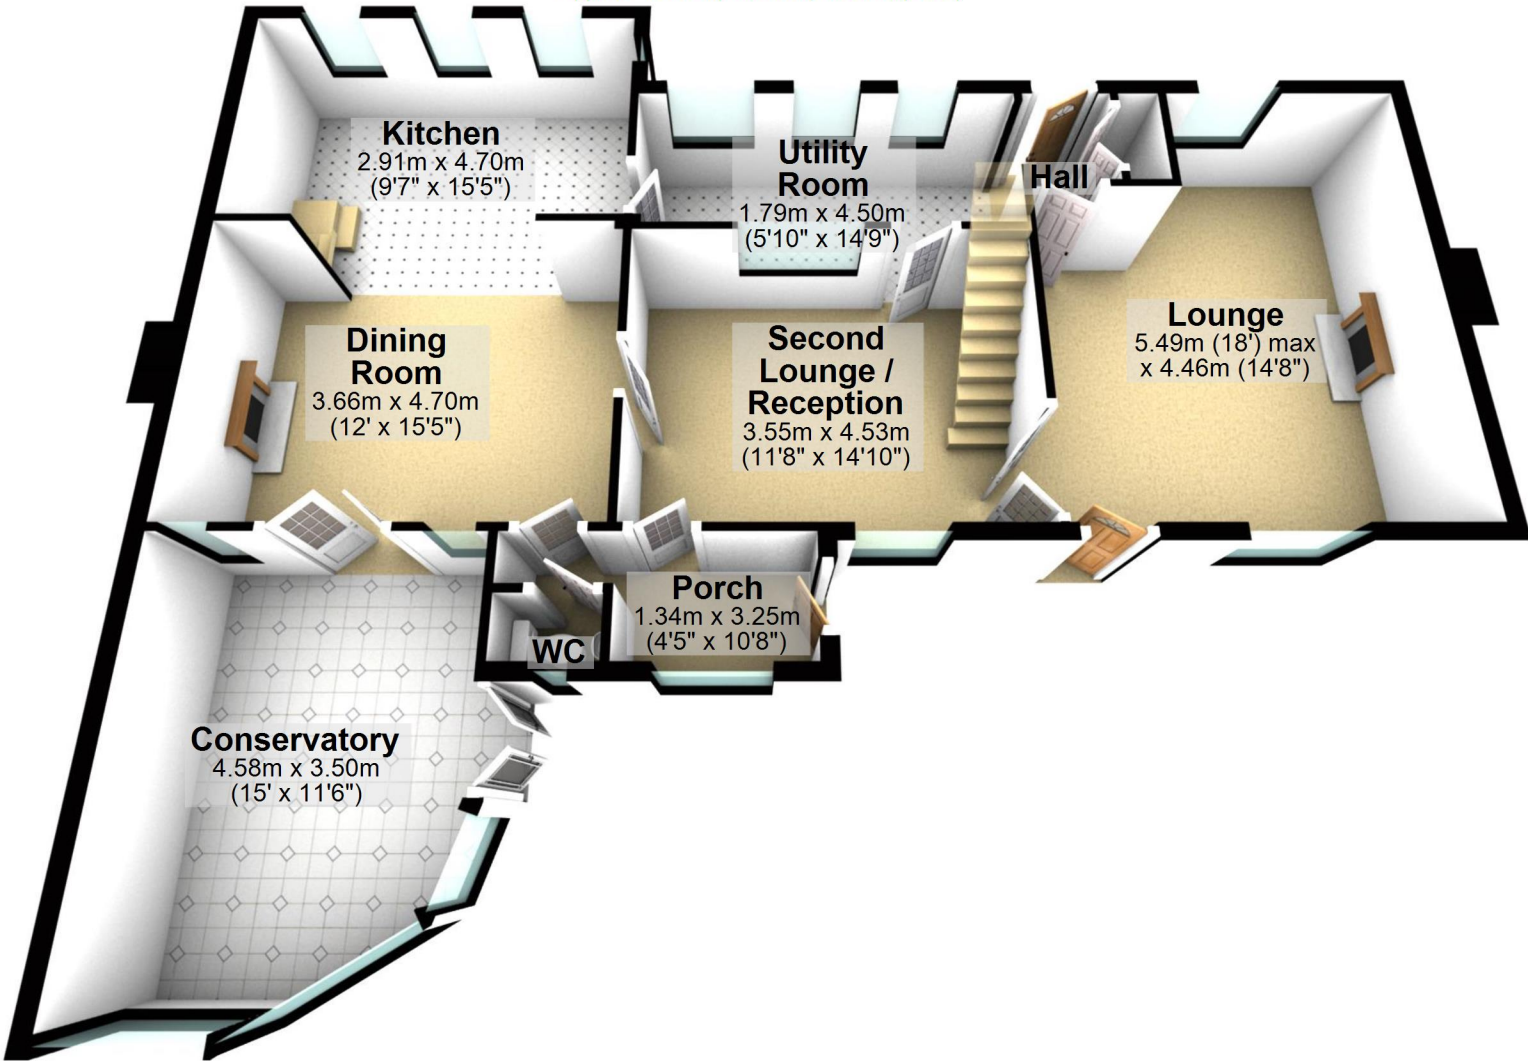 Kitchen
2.91m x 4.70m
(9'7" x 15'5")
Utility
Room
1.79m x 4.50m
(5'10" x 14'9")
Hall
Lounge
5.49m (18') max
x 4.46m (14'8")
Dining
Room
3.66m x 4.70m
(12' x 15'5")
Second
Lounge /
Reception
3.55m x 4.53m
(11'8" x 14'10")
Porch
1.34m x 3.25m
(4'5" x 10'8")
WC
Conservatory
4.58m x 3.50m
(15' x 11'6")